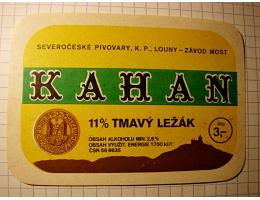 SEVEROČESKÉ PIVOVARY, K. P., LOUNY – ZÁVOD MOST
KAHAN
11% TMAVÝ LEŽÁK
OBSAH ALKOHOLU MIN. 2,8%
OBSAH VYUŽIT. ENERGIE 1750 kJ/l
ČSN 56 6635
3,–